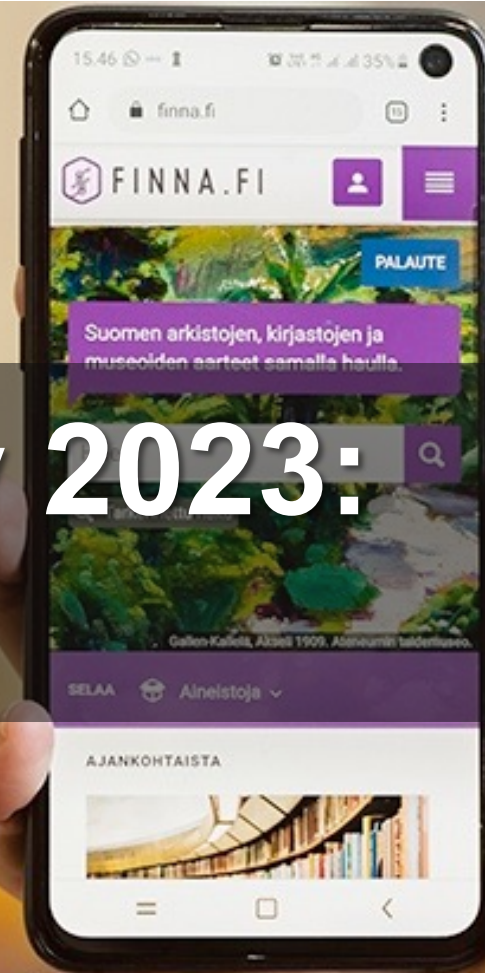 15.46
35%
finna.fi
15
FINNA.FI
PALAUTE
Suomen arkistojen, kirjastojen ja
museoiden aarteet samalla haulla.
2023:
Gallen-Kallela, Akseli 1909. Ateneumin taidemuseo.
SELAA Aineistoja
AJANKOHTAISTA